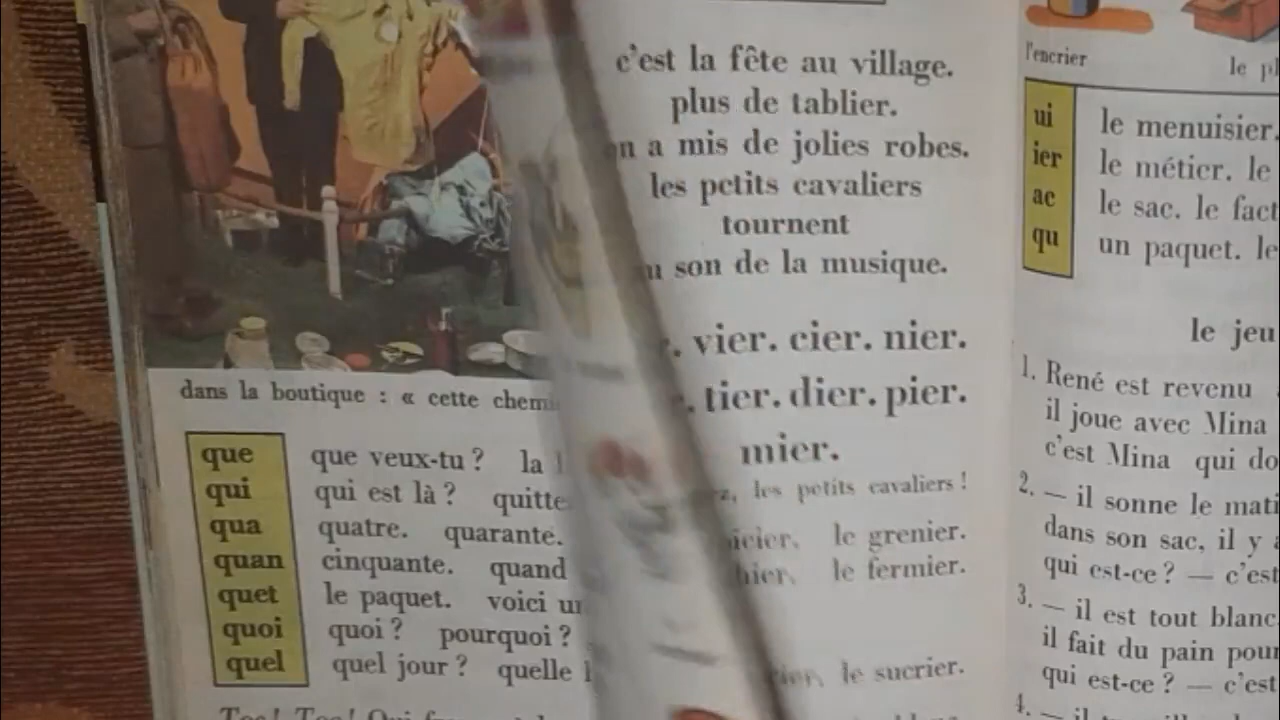 dans la boutique : « cette
que
qui
qua
quan
quet
quoi
quel
que veux-tu ? la
qui est là ? quitte
quatre. quarante.
cinquante. quand
le paquet. voici
quoi ? pourquoi ?
quel jour ? quelle
c'est la fête au village.
plus de tablier.
a mis de jolies robes.
les petits cavaliers
tournent
son de la musique.
vier. cier. nier.
tier. dier. pier.
mier.
les petits cavaliers !
le grenier.
le fermier.
le sucrier.
l'encrier
le
ui
ier
ac
qu
le menuisier.
le métier. le
le sac. le
un paquet. le
le jeu
1. René est revenu
il joue avec Mina
c'est Mina qui
2. — il sonne le
dans son sac, il y
qui est-ce ? — c'est
3. — il est tout blanc.
il fait du pain
qui est-ce ? — c'est
4.